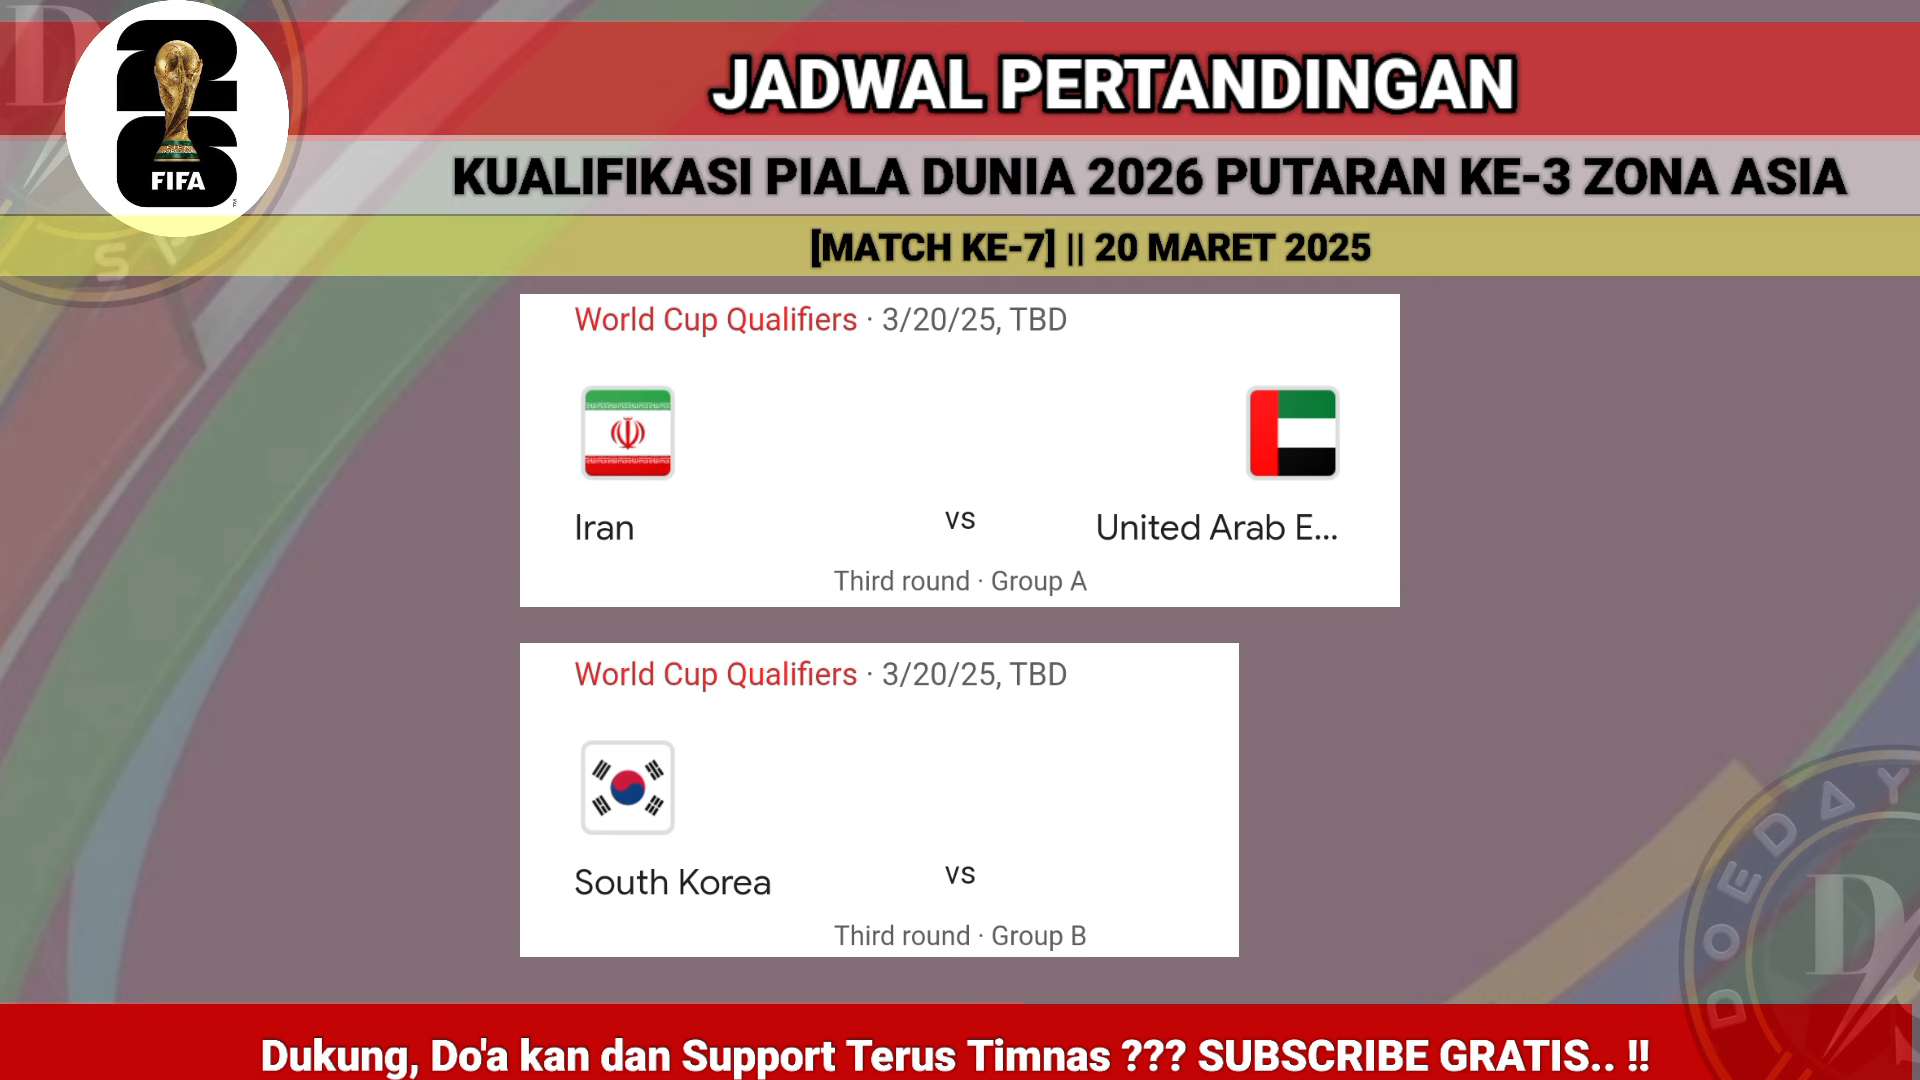 JADWAL PERTANDINGAN
KUALIFIKASI PIALA DUNIA 2026 PUTARAN KE-3 ZONA ASIA
[MATCH KE-7] || 20 MARET 2025
FIFA
TM
World Cup Qualifiers · 3/20/25, TBD
Iran vs United Arab E...
Third round · Group A
World Cup Qualifiers · 3/20/25, TBD
South Korea vs
Third round · Group B
DOEDAY
D
Dukung, Do'a kan dan Support Terus Timnas ??? SUBSCRIBE GRATIS.. !!